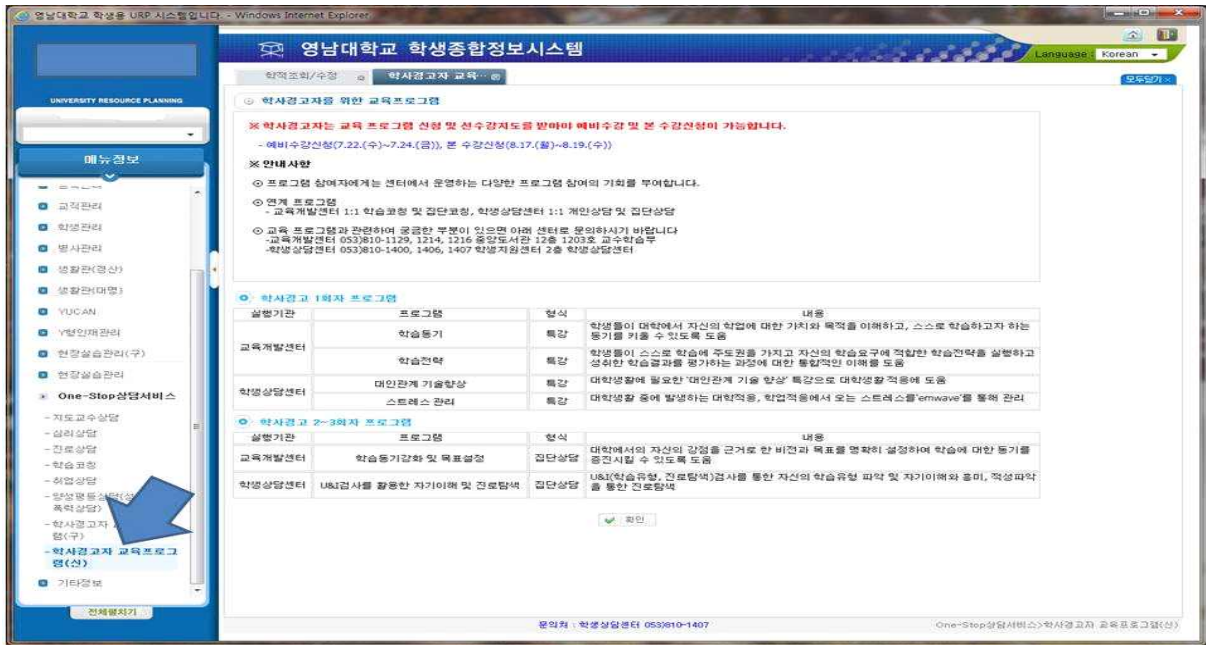 영남대학교 학생용 URP 시스템입니다. - Windows Internet Explorer
영남대학교 학생종합정보시스템
Language : Korean
학적조회/수정
학사경고자 교육…
모두닫기 ×
UNIVERSITY RESOURCE PLANNING
메뉴정보
교직관리
학생관리
병사관리
생활관(경산)
생활관(대명)
YUCAN
Y형인재관리
현장실습관리(구)
현장실습관리
One-Stop상담서비스
-지도교수상담
-심리상담
-진로상담
-학습코칭
-취업상담
-양성평등상담(성
폭력상담)
-학사경고자
램(구)
-학사경고자 교육프로그
램(신)
기타정보
전체펼치기
학사경고자를 위한 교육프로그램
※ 학사경고자는 교육 프로그램 신청 및 선수강지도를 받아야 예비수강 및 본 수강신청이 가능합니다.
- 예비수강신청(7.22.(수)~7.24.(금)), 본 수강신청(8.17.(월)~8.19.(수))
※ 안내사항
⊙ 프로그램 참여자에게는 센터에서 운영하는 다양한 프로그램 참여의 기회를 부여합니다.
⊙ 연계 프로그램
- 교육개발센터 1:1 학습코칭 및 집단코칭, 학생상담센터 1:1 개인상담 및 집단상담
⊙ 교육 프로그램과 관련하여 궁금한 부분이 있으면 아래 센터로 문의하시기 바랍니다
-교육개발센터 053)810-1129, 1214, 1216 중앙도서관 12층 1203호 교수학습부
-학생상담센터 053)810-1400, 1406, 1407 학생지원센터 2층 학생상담센터
학사경고 1회자 프로그램
실행기관 프로그램 형식 내용
교육개발센터 학습동기 특강 학생들이 대학에서 자신의 학업에 대한 가치와 목적을 이해하고, 스스로 학습하고자 하는
동기를 키울 수 있도록 도움
학습전략 특강 학생들이 스스로 학습에 주도권을 가지고 자신의 학습요구에 적합한 학습전략을 실행하고
성취한 학습결과를 평가하는 과정에 대한 통합적인 이해를 도움
학생상담센터 대인관계 기술향상 특강 대학생활에 필요한 '대인관계 기술 향상' 특강으로 대학생활 적응에 도움
스트레스 관리 특강 대학생활 중에 발생하는 대학적응, 학업적응에서 오는 스트레스를'emwave'를 통해 관리
학사경고 2~3회자 프로그램
실행기관 프로그램 형식 내용
교육개발센터 학습동기강화 및 목표설정 집단상담 대학에서의 자신의 강점을 근거로 한 비전과 목표를 명확히 설정하여 학습에 대한 동기를
증진시킬 수 있도록 도움
학생상담센터 U&I검사를 활용한 자기이해 및 진로탐색 집단상담 U&I(학습유형, 진로탐색)검사를 통한 자신의 학습유형 파악 및 자기이해와 흥미, 적성파악
을 통한 진로탐색
확인
문의처 : 학생상담센터 053)810-1407
One-Stop상담서비스>학사경고자 교육프로그램(신)